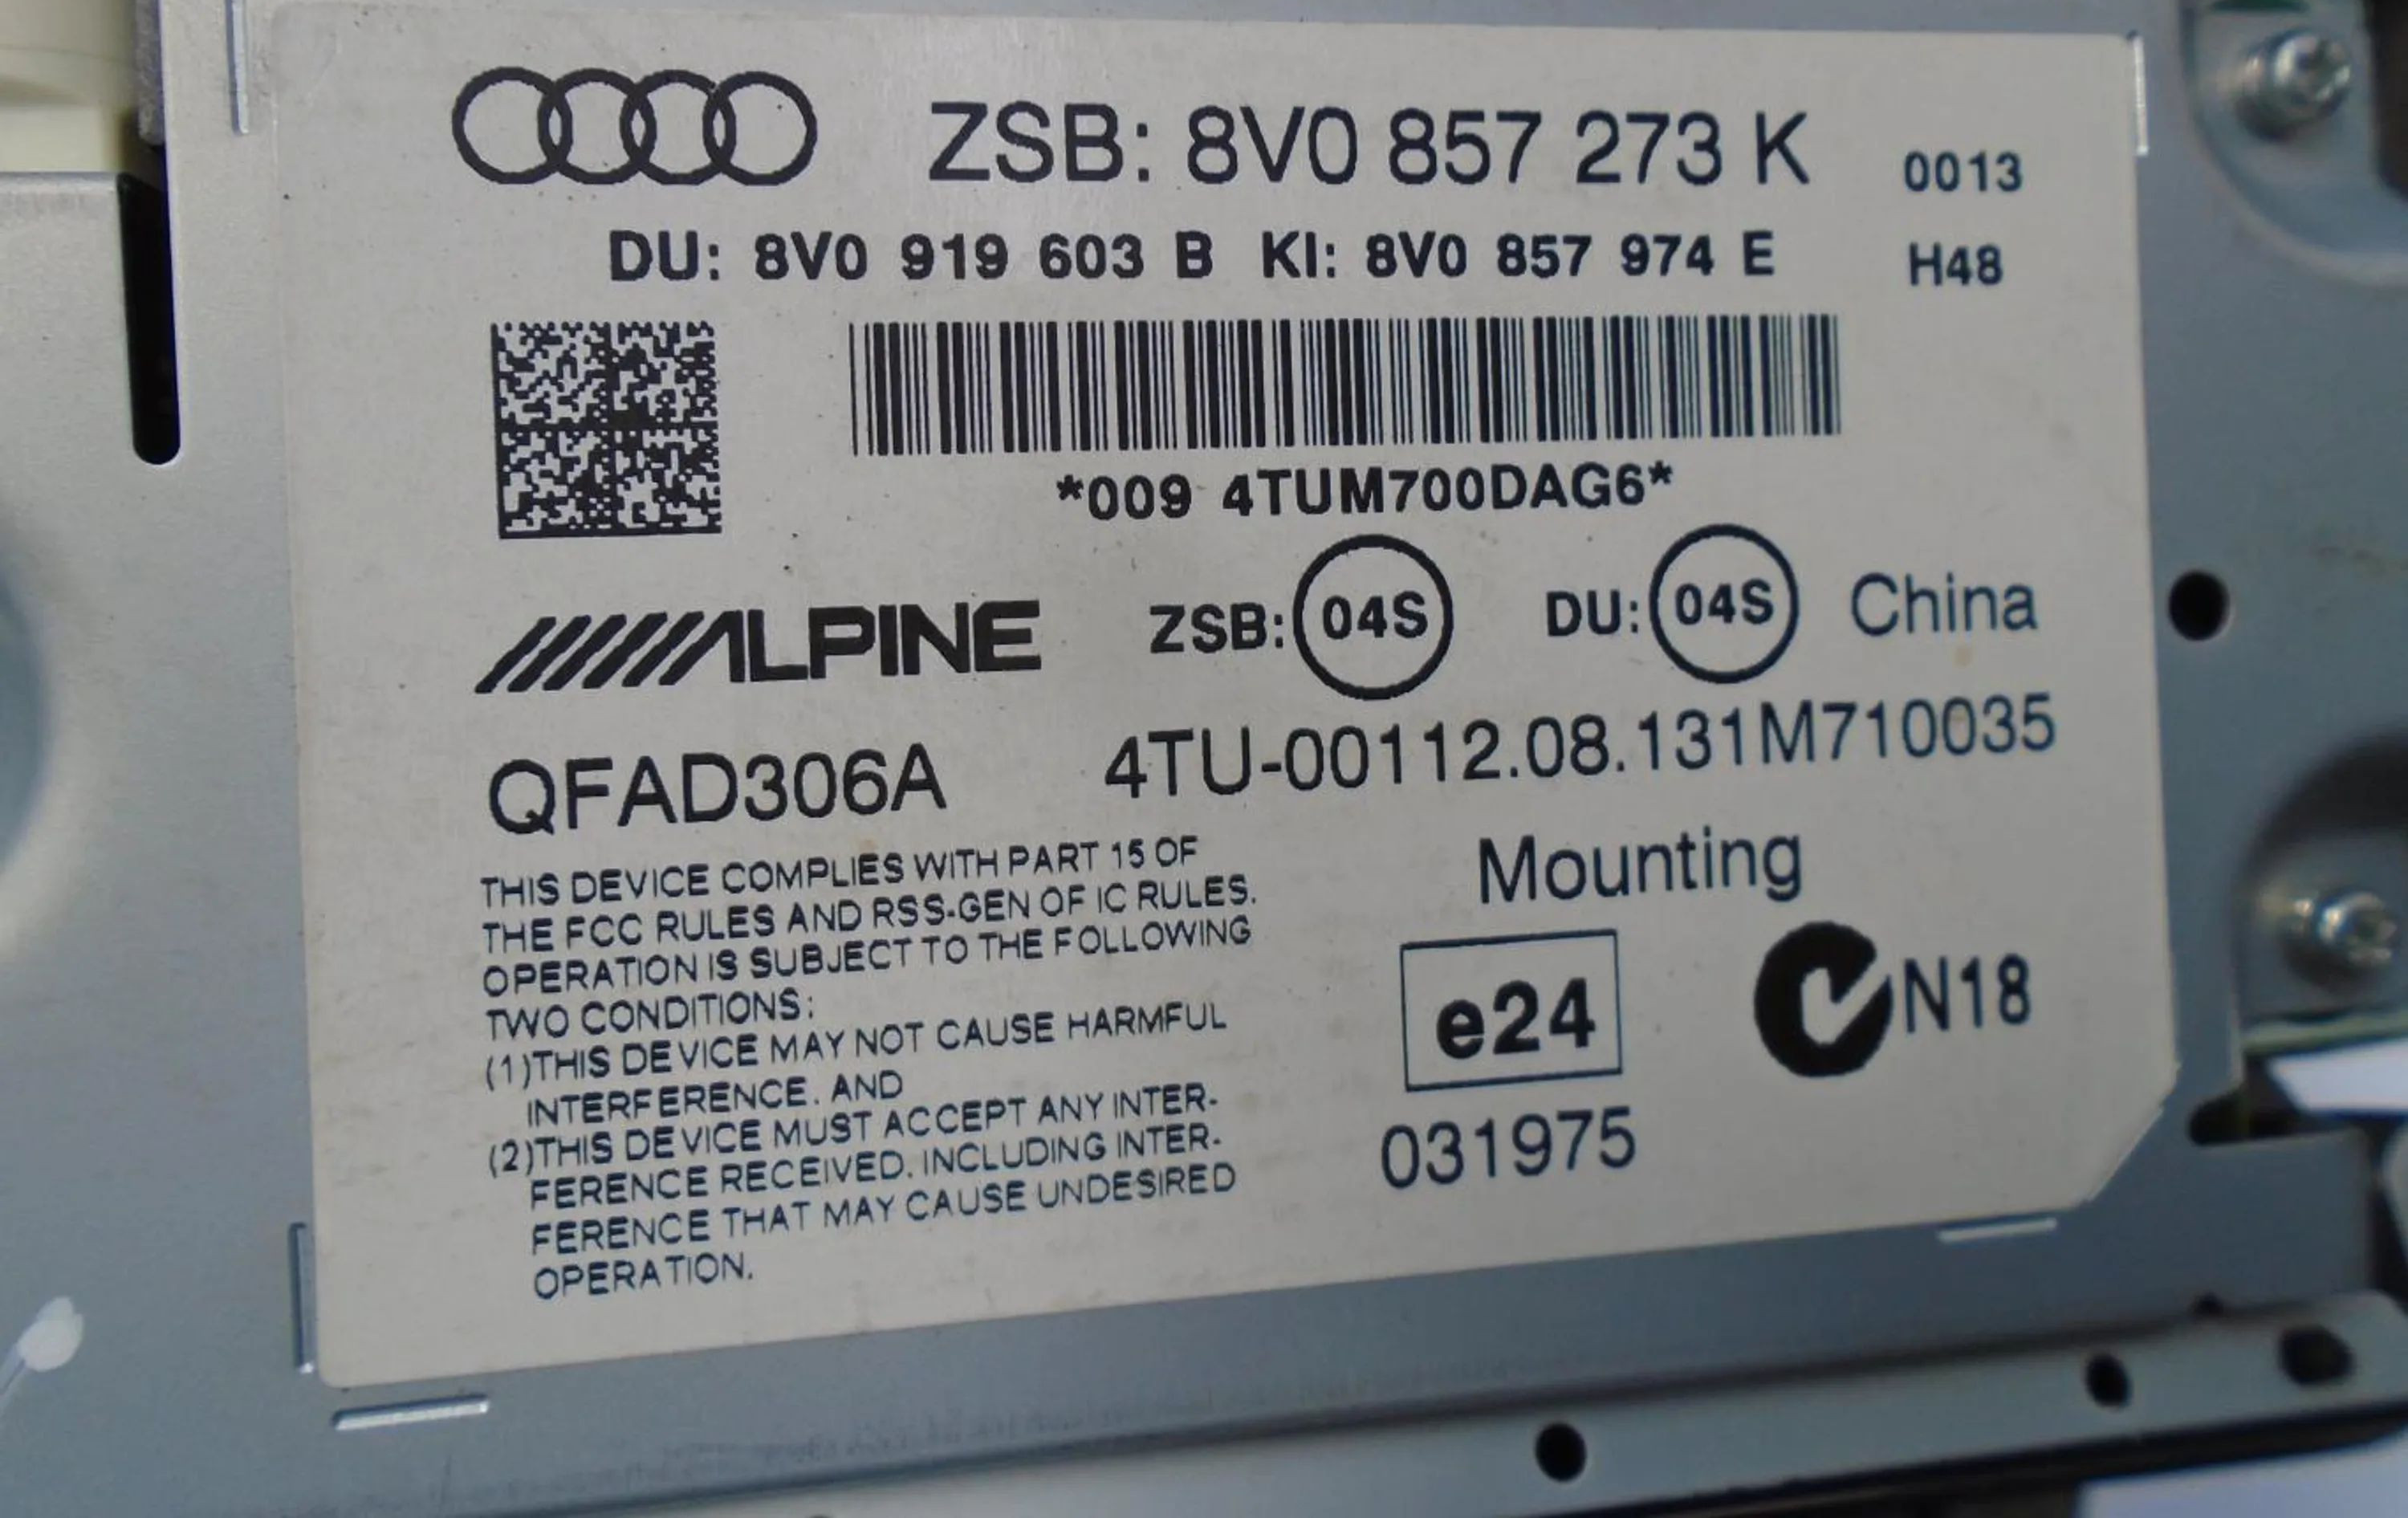 ZSB: 8V0 857 273 K 0013
DU: 8V0 919 603 B KI: 8V0 857 974 E H48
*009 4TUM700DAG6*
ALPINE ZSB: 04S DU: 04S China
QFAD306A 4TU-00112.08.131M710035
THIS DEVICE COMPLIES WITH PART 15 OF
THE FCC RULES AND RSS-GEN OF IC RULES.
OPERATION IS SUBJECT TO THE FOLLOWING
TWO CONDITIONS:
(1)THIS DEVICE MAY NOT CAUSE HARMFUL
INTERFERENCE. AND
(2)THIS DEVICE MUST ACCEPT ANY INTER-
FERENCE RECEIVED. INCLUDING INTER-
FERENCE THAT MAY CAUSE UNDESIRED
OPERATION.
Mounting
e24 N18
031975